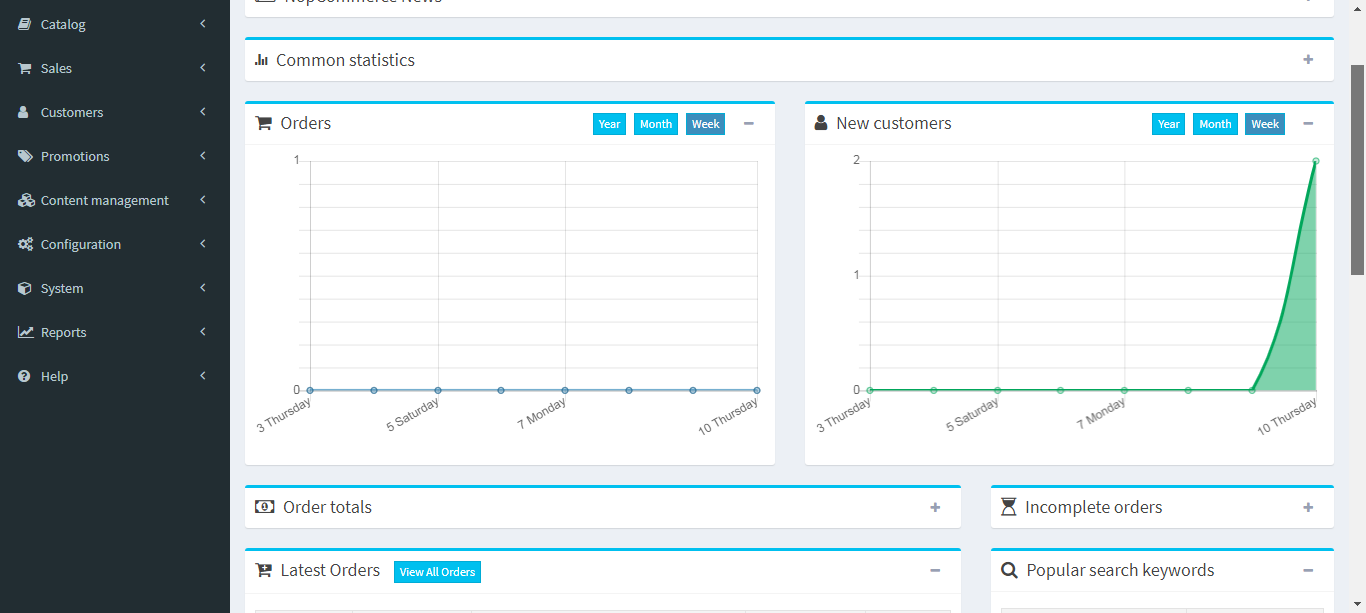 nopCommerce News
Catalog
Sales
Customers
Promotions
Content management
Configuration
System
Reports
Help
Common statistics
Orders
Year Month Week
1
0
3 Thursday 5 Saturday 7 Monday 10 Thursday
New customers
Year Month Week
2
1
0
3 Thursday 5 Saturday 7 Monday 10 Thursday
Order totals
Incomplete orders
Latest Orders View All Orders
Popular search keywords